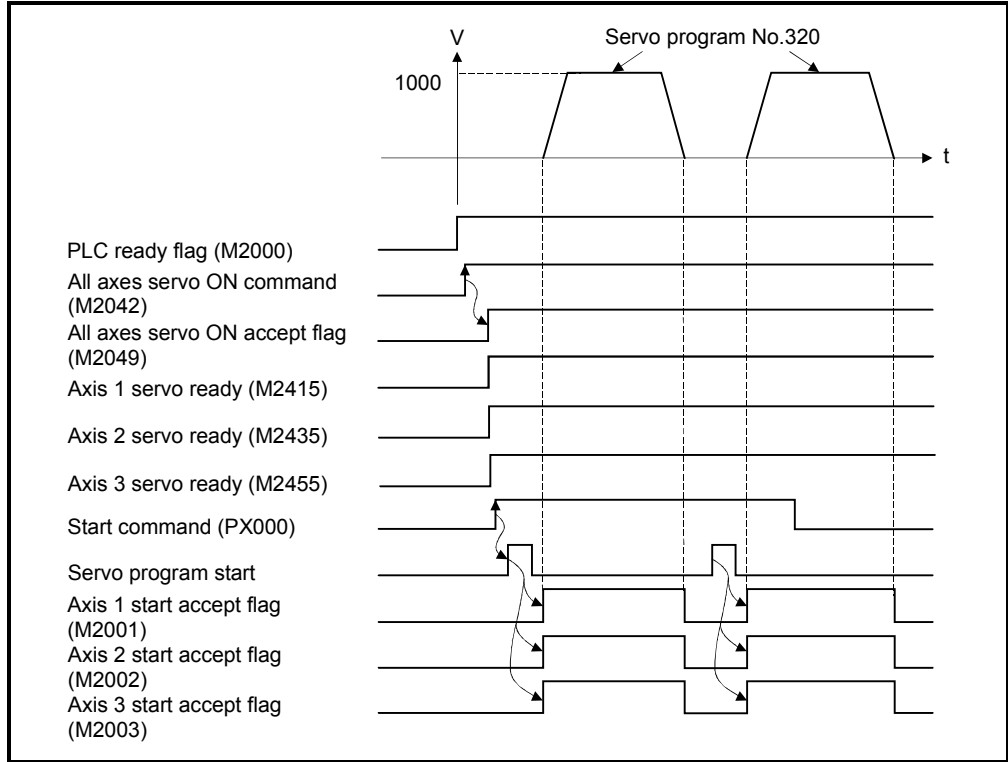 V
Servo program No.320
1000
t
PLC ready flag (M2000)
All axes servo ON command
(M2042)
All axes servo ON accept flag
(M2049)
Axis 1 servo ready (M2415)
Axis 2 servo ready (M2435)
Axis 3 servo ready (M2455)
Start command (PX000)
Servo program start
Axis 1 start accept flag
(M2001)
Axis 2 start accept flag
(M2002)
Axis 3 start accept flag
(M2003)